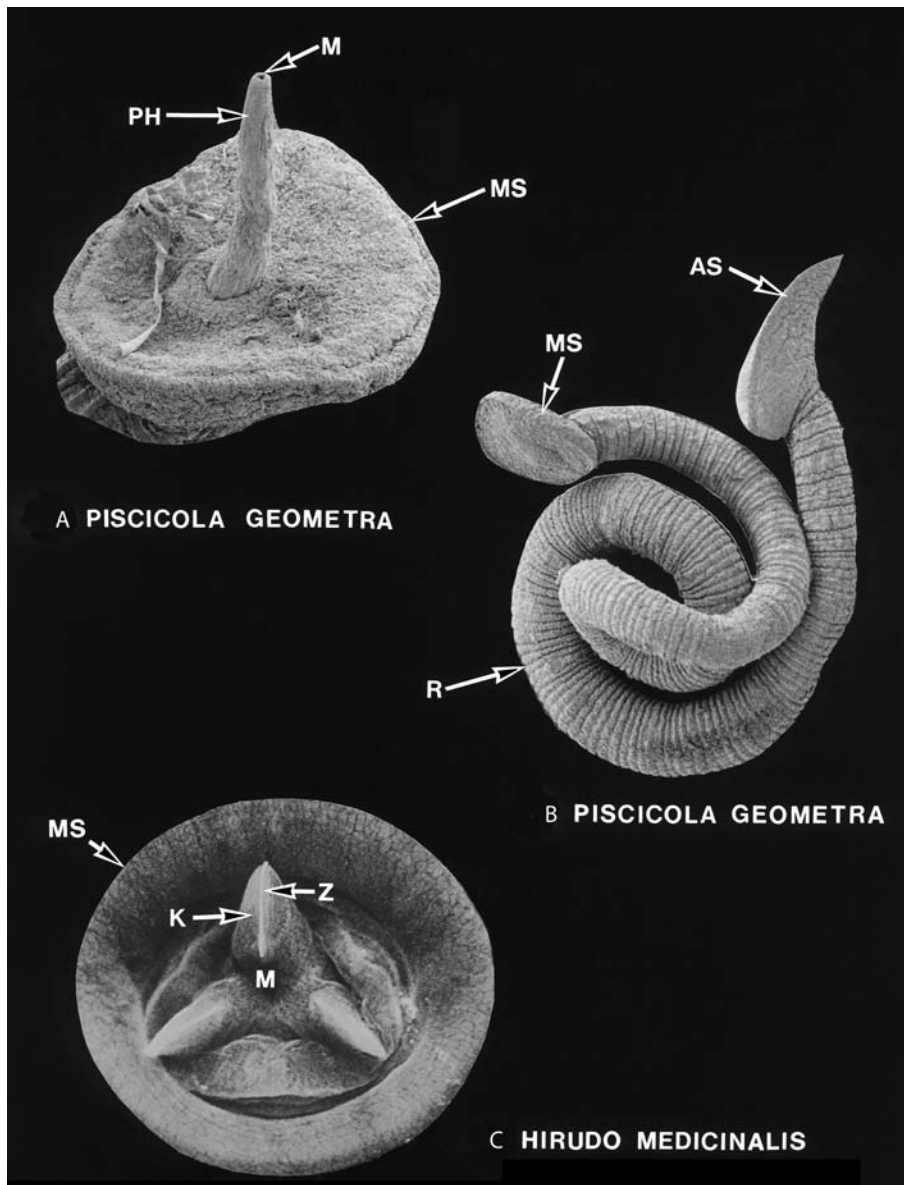 M
PH
MS
AS
MS
A PISCICOLA GEOMETRA
R
B PISCICOLA GEOMETRA
MS
Z
K
M
C HIRUDO MEDICINALIS